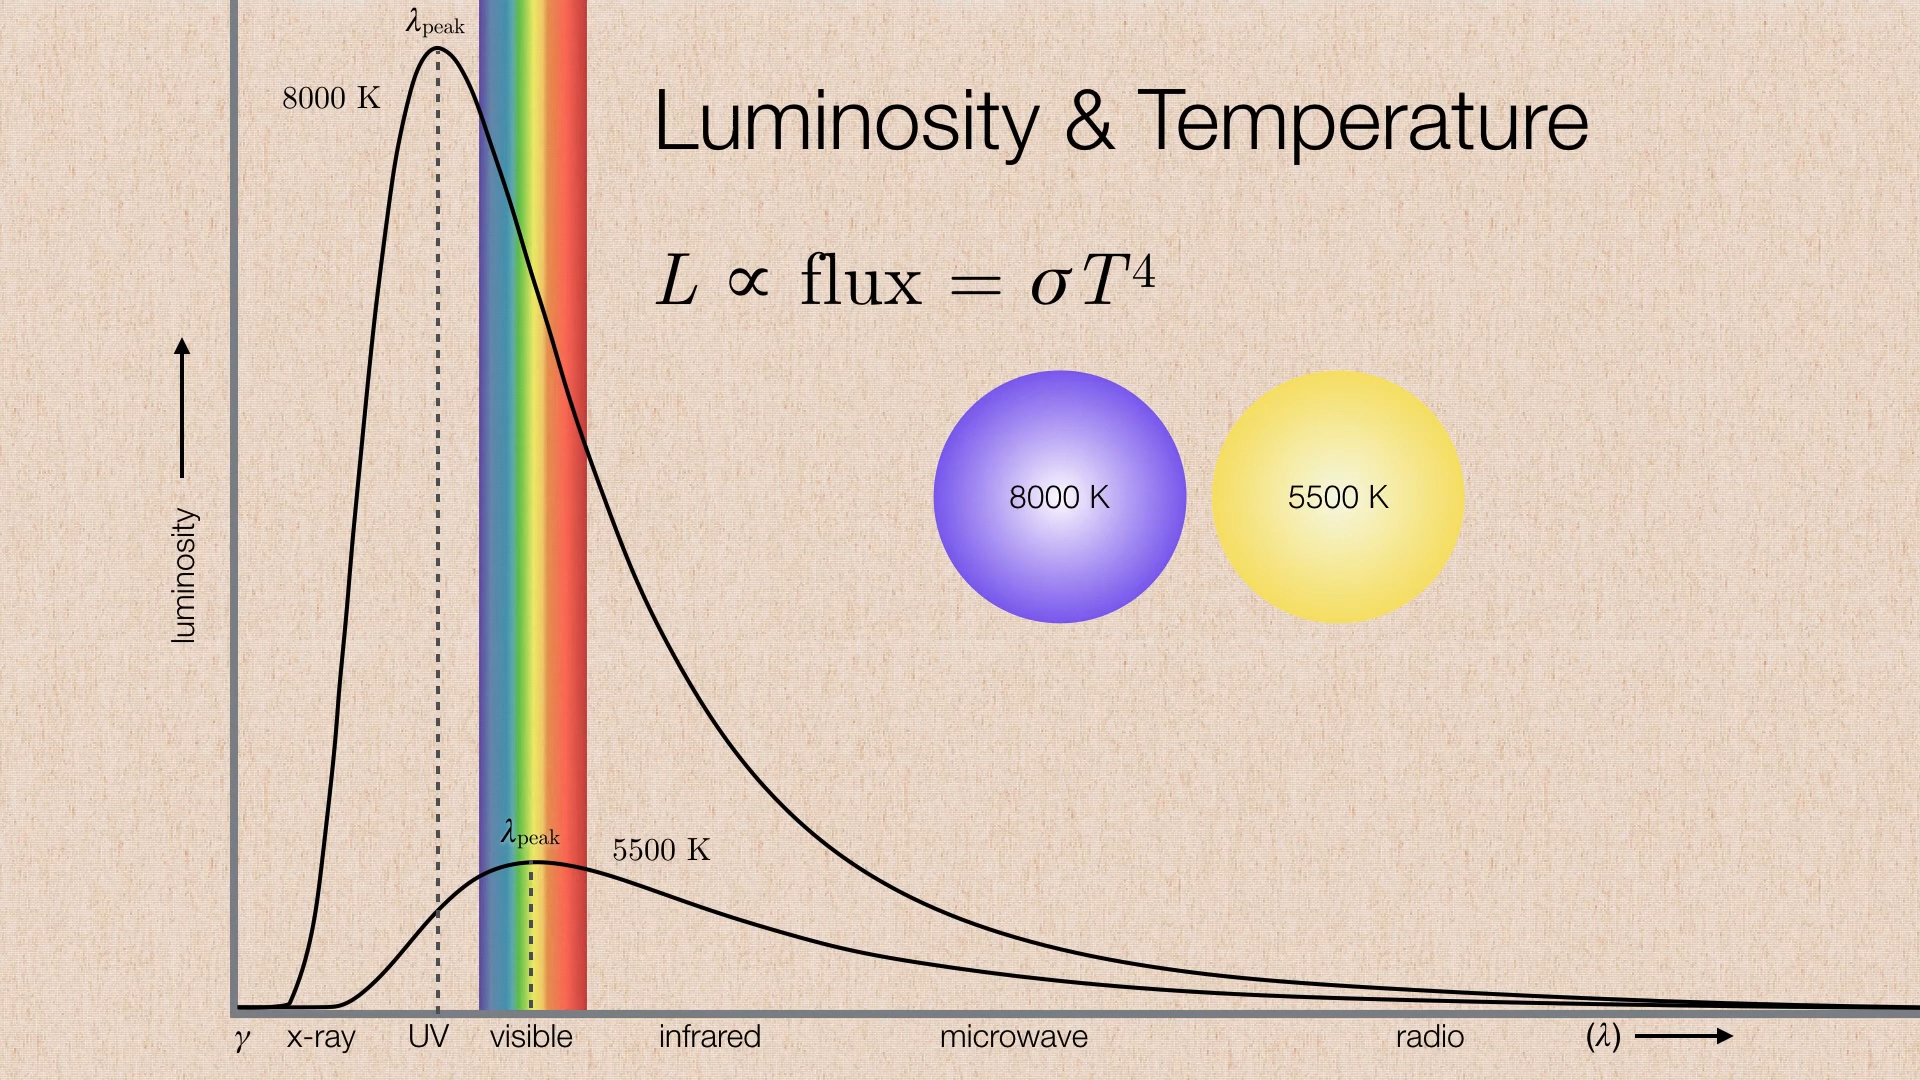 λpeak
8000 K
Luminosity & Temperature
L ∝ flux = σT⁴
8000 K
5500 K
luminosity
λpeak
5500 K
γ x-ray UV visible infrared microwave radio (λ)